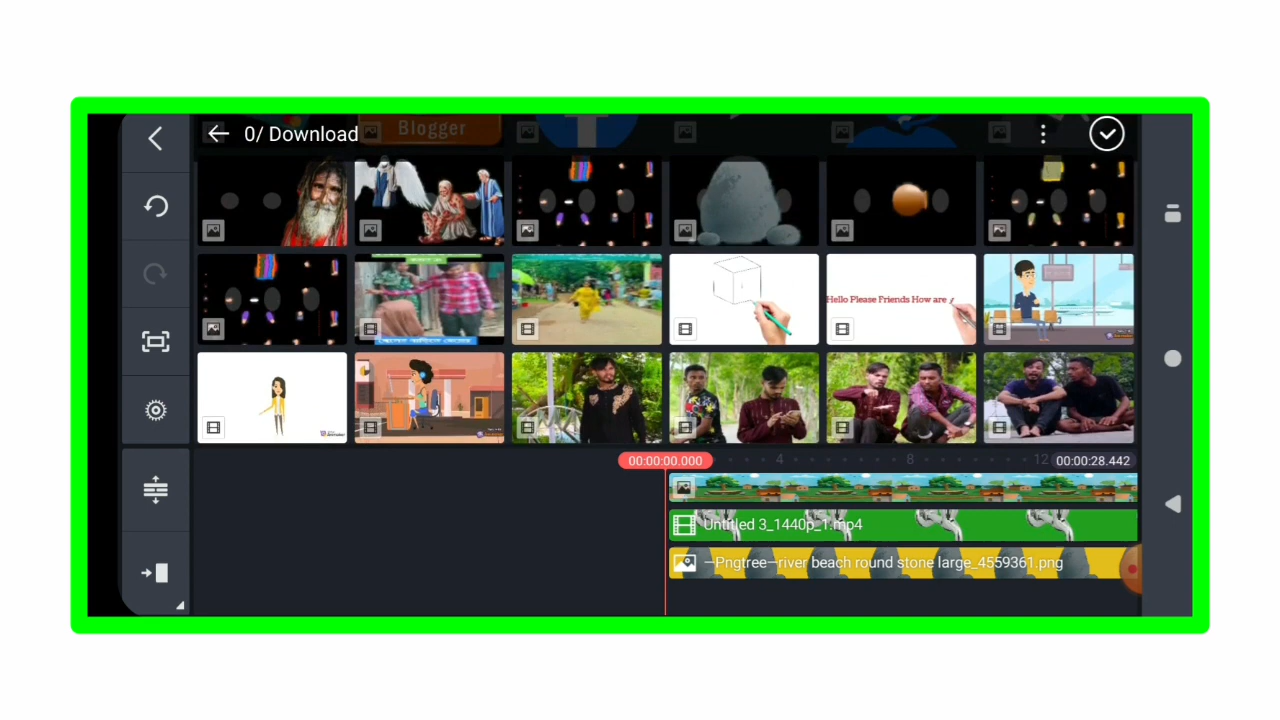 Blogger
0/ Download
Hello Please Friends How are
00:00:00.000
4
8
12
00:00:28.442
Untitled 3_1440p_1.mp4
—Pngtree—river beach round stone large_4559361.png